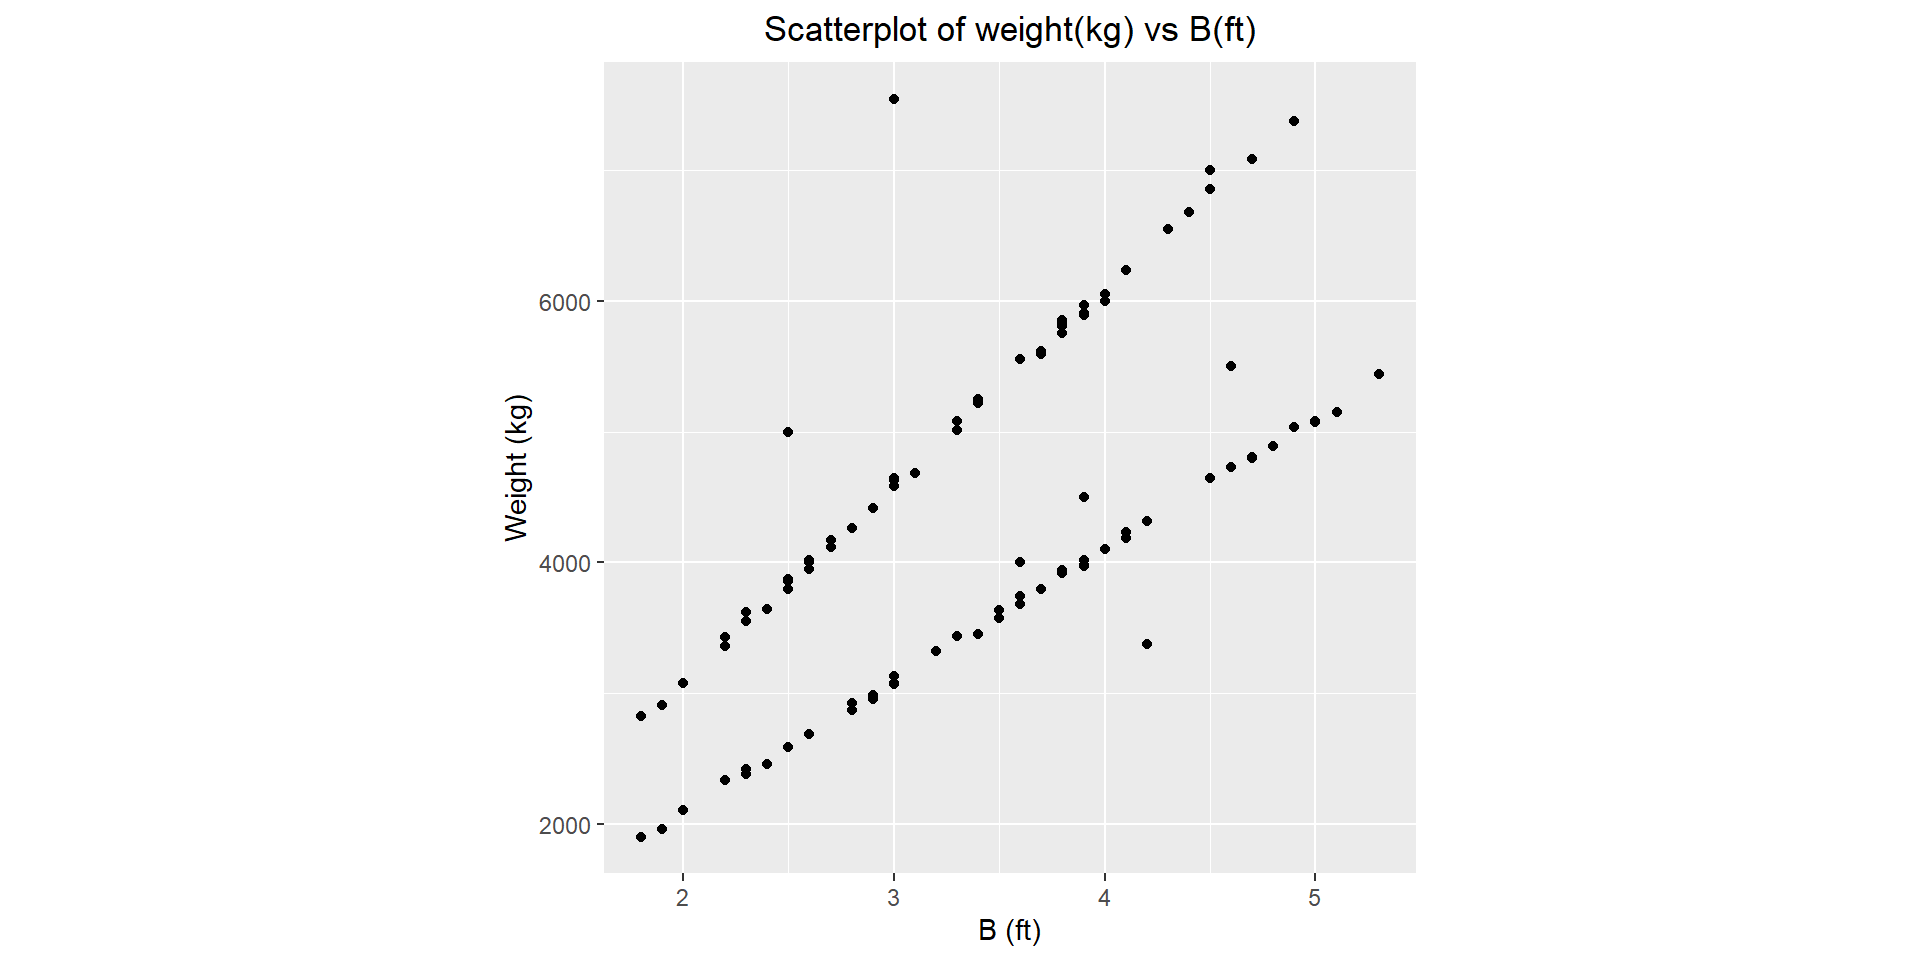 Scatterplot of weight(kg) vs B(ft)
Weight (kg)
6000
4000
2000
2 3 4 5
B (ft)